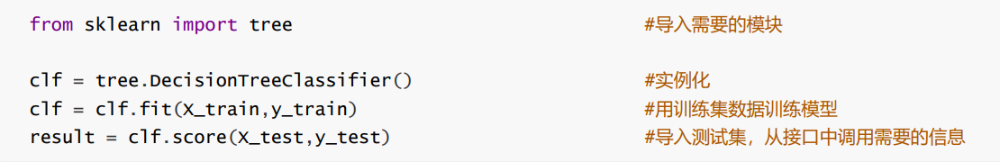 from sklearn import tree #导入需要的模块
clf = tree.DecisionTreeClassifier() #实例化
clf = clf.fit(X_train,y_train) #用训练集数据训练模型
result = clf.score(X_test,y_test) #导入测试集，从接口中调用需要的信息